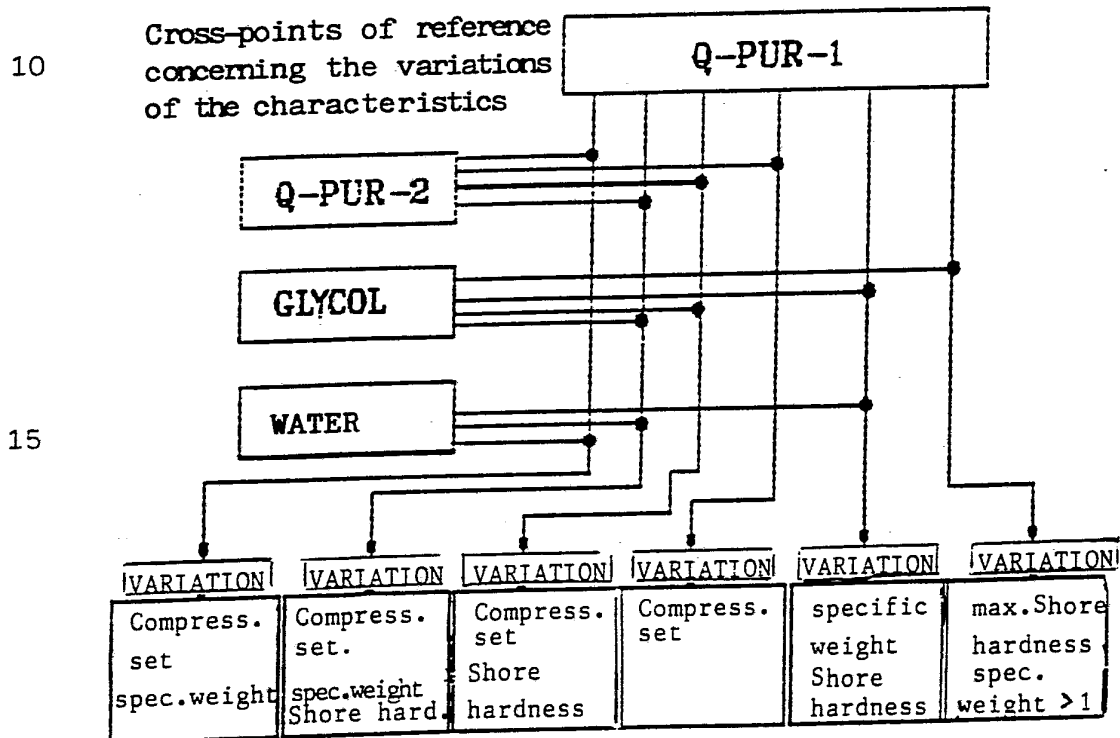 Cross-points of reference
10
concerning the variations
of the characteristics
Q-PUR-1
Q-PUR-2
GLYCOL
WATER
15
VARIATION
Compress.
set
spec.weight
VARIATION
Compress.
set.
spec.weight
Shore hard.
VARIATION
Compress.
set
Shore
hardness
VARIATION
Compress.
set
VARIATION
specific
weight
Shore
hardness
VARIATION
max.Shore
hardness
spec.
weight >1